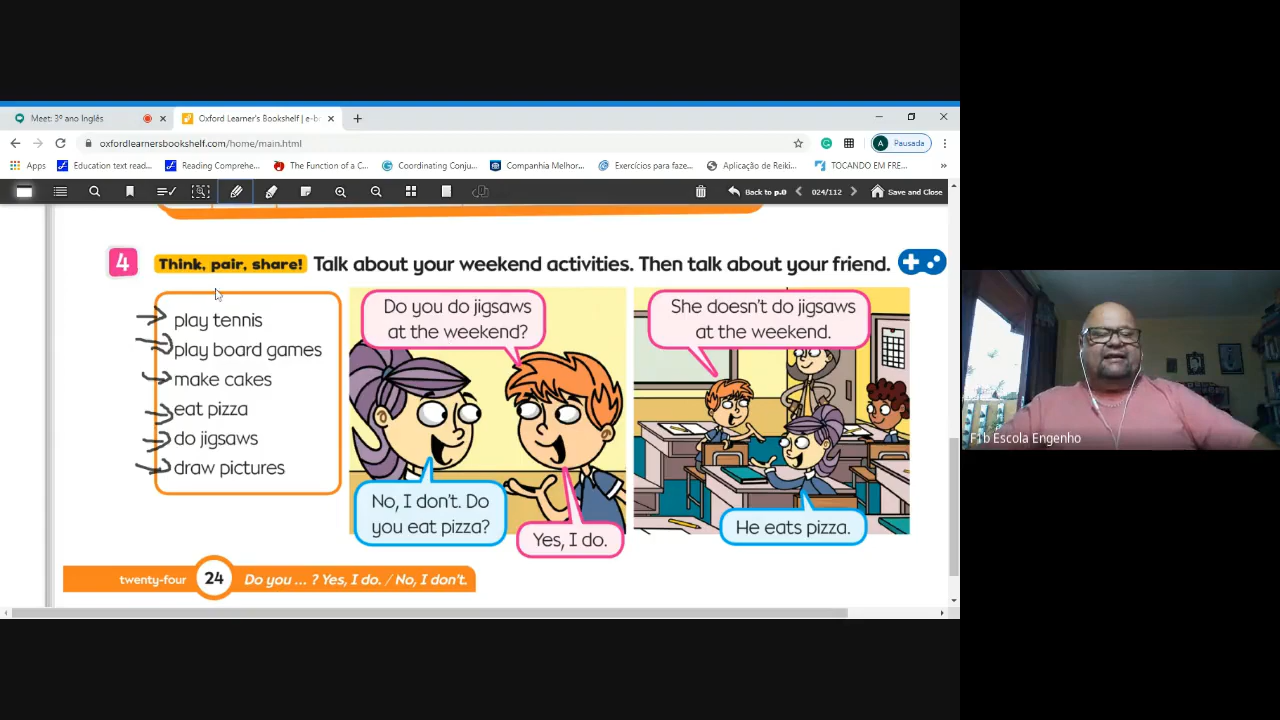 Meet: 3º ano Inglês
Oxford Learner's Bookshelf | e-b
oxfordlearnersbookshelf.com/home/main.html
A Pausada
Apps
Education text read...
Reading Comprehe...
The Function of a C...
Coordinating Conju...
Companhia Melhor...
Exercícios para faze...
Aplicação de Reiki...
TOCANDO EM FRE...
»
Back to p.0
024/112
Save and Close
4 Think, pair, share! Talk about your weekend activities. Then talk about your friend.
play tennis
play board games
make cakes
eat pizza
do jigsaws
draw pictures
Do you do jigsaws
at the weekend?
No, I don't. Do
you eat pizza?
Yes, I do.
She doesn't do jigsaws
at the weekend.
He eats pizza.
twenty-four 24 Do you ... ? Yes, I do. / No, I don't.
F1b Escola Engenho